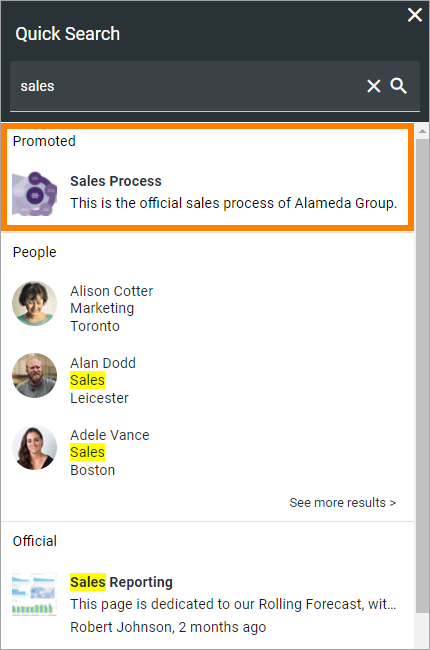 Quick Search
sales
Promoted
Sales Process
This is the official sales process of Alameda Group.
People
Alison Cotter
Marketing
Toronto
Alan Dodd
Sales
Leicester
Adele Vance
Sales
Boston
See more results >
Official
Sales Reporting
This page is dedicated to our Rolling Forecast, wit...
Robert Johnson, 2 months ago